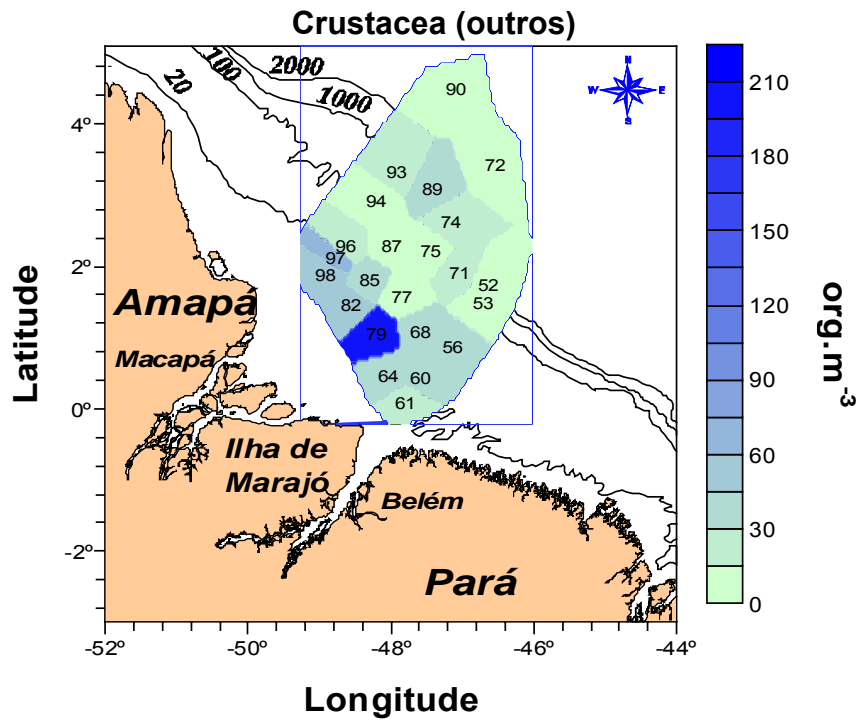 Crustacea (outros)
2000
100
1000
20
N
W E
S
90
93
72
89
94
74
96
87
75
97
98
85
71
52
77
53
82
79
68
56
64
60
61
4º
2º
0º
-2º
Latitude
Amapá
Macapá
Ilha de
Marajó
Belém
Pará
-52º
-50º
-48º
-46º
-44º
Longitude
210
180
150
120
90
60
30
0
org.m-3